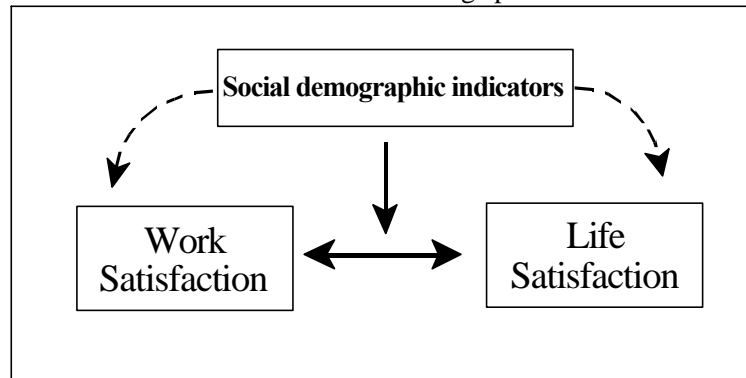 Social demographic indicators
Work
Satisfaction
Life
Satisfaction